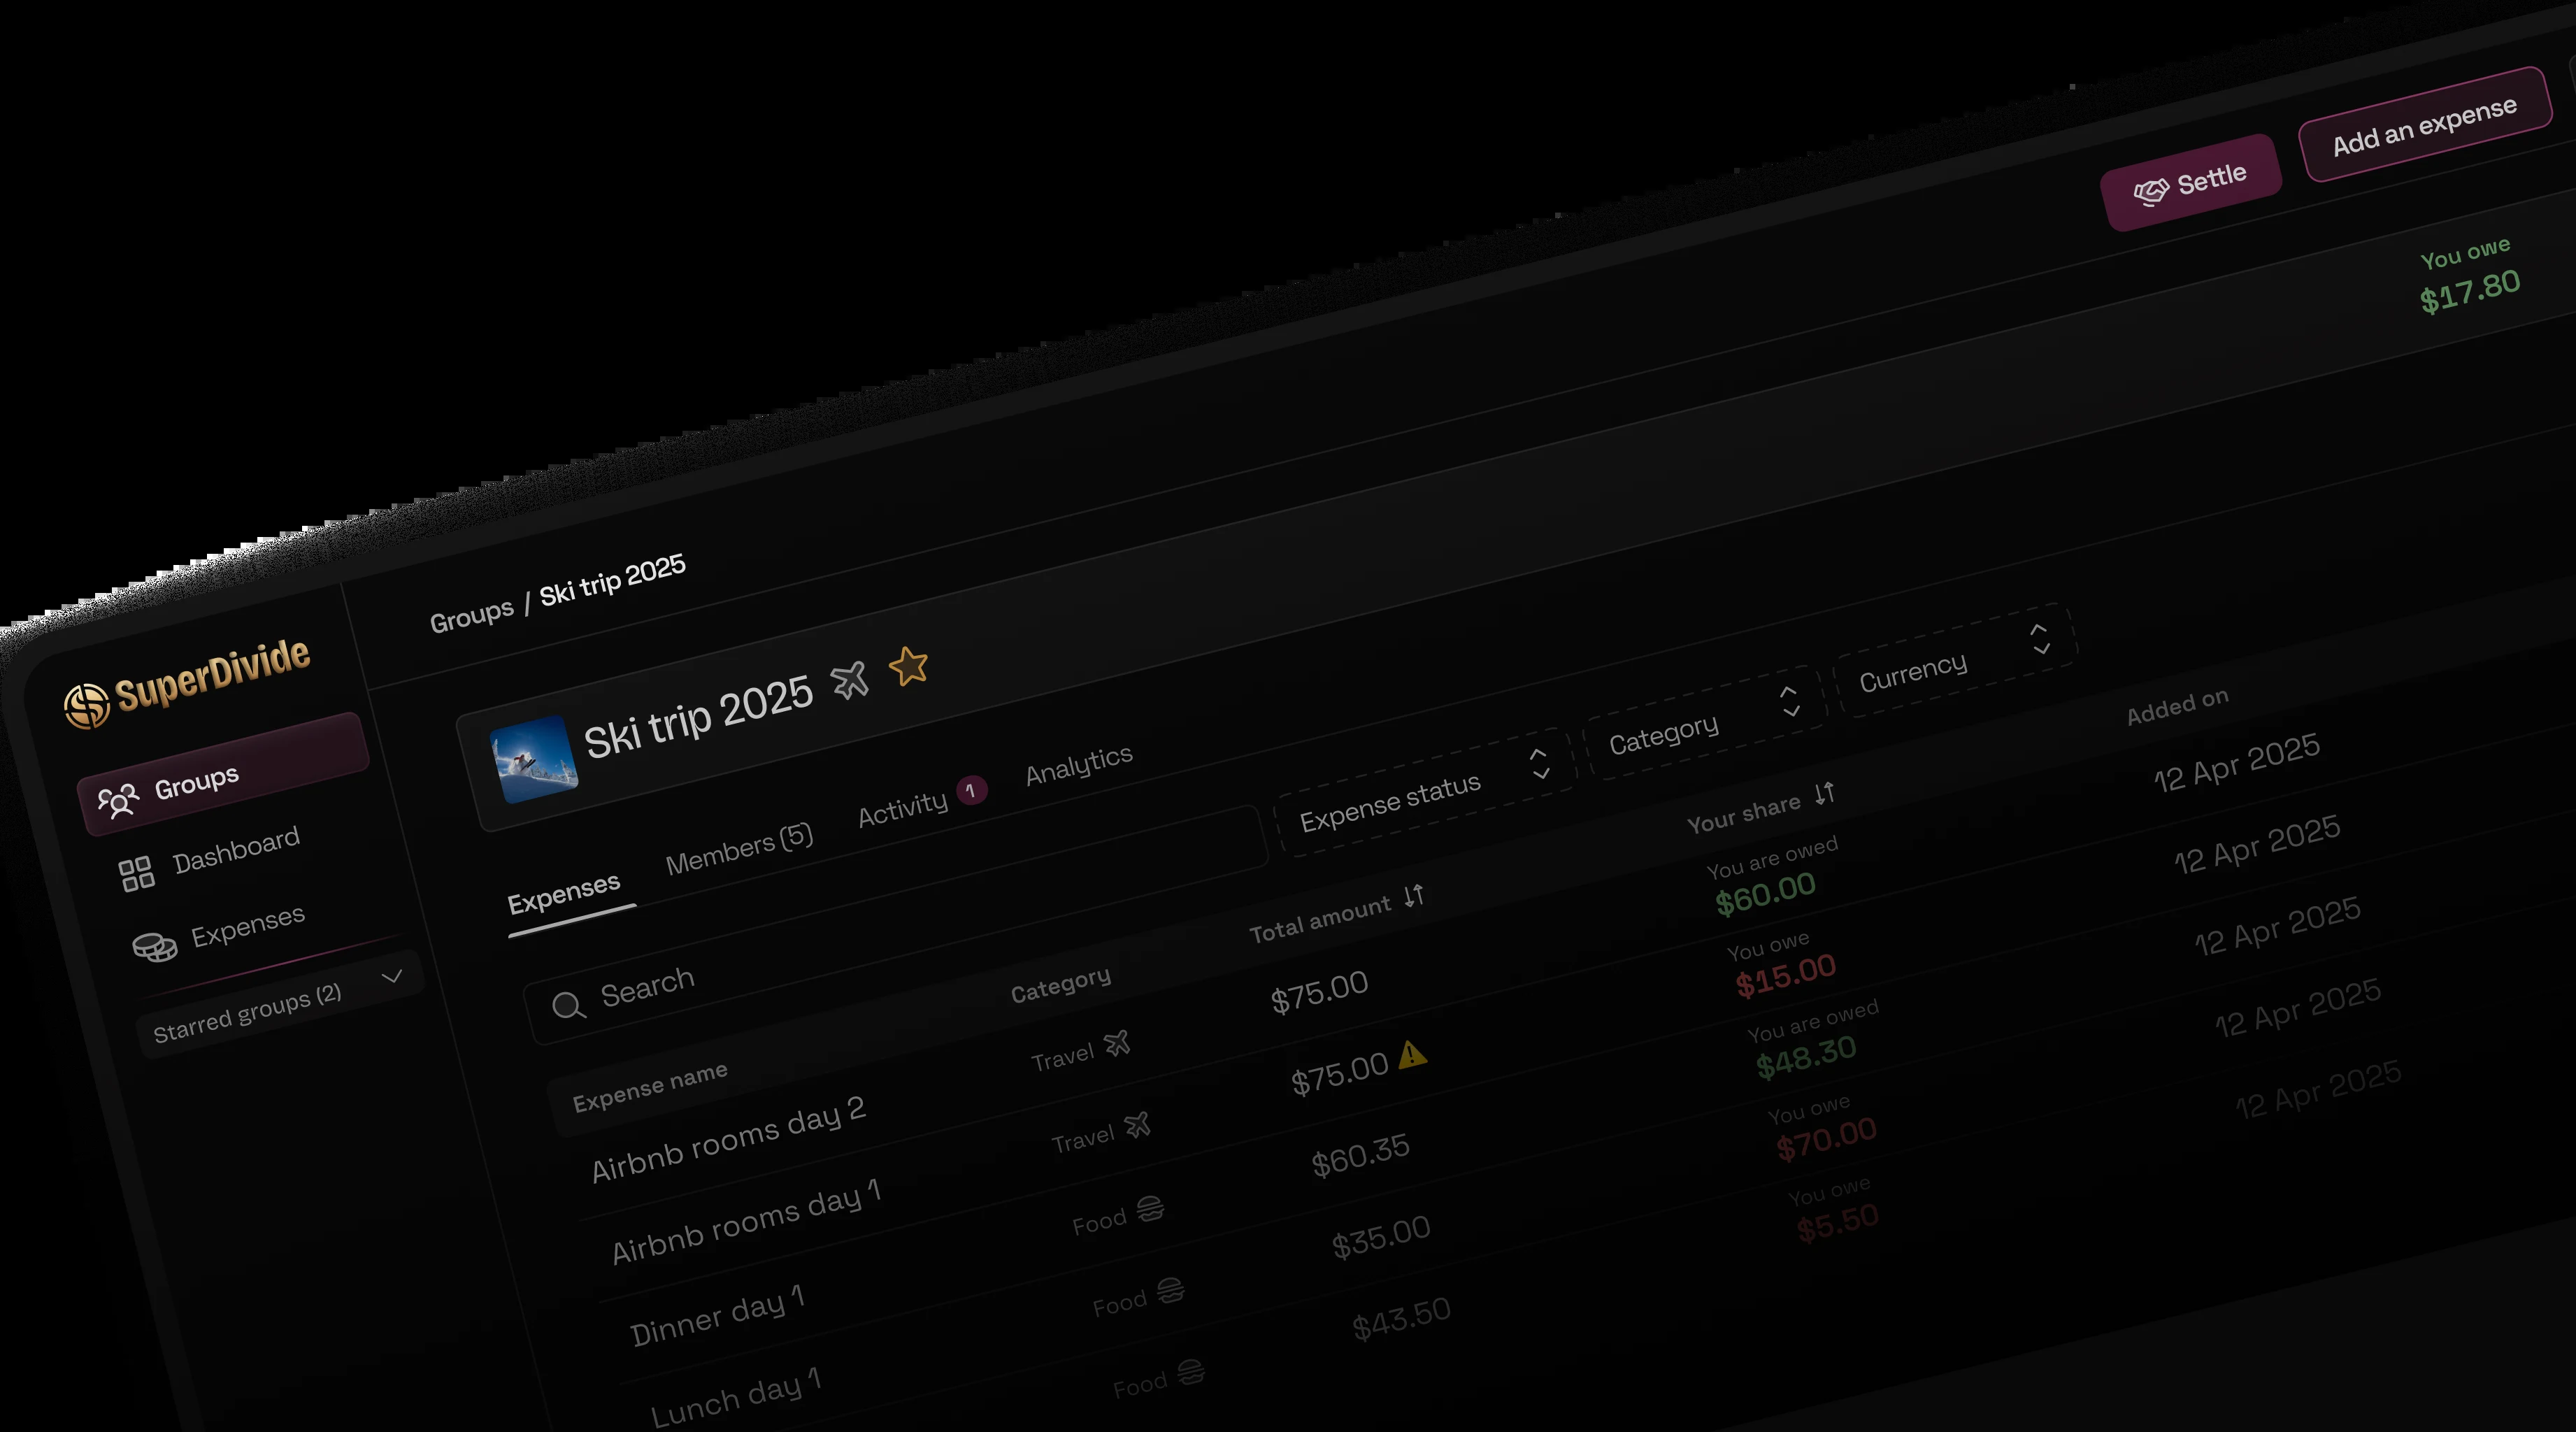 Settle
Add an expense
You owe
$17.80
SuperDivide
Groups
Dashboard
Expenses
Starred groups (2)
Groups / Ski trip 2025
Ski trip 2025
Expenses
Members (5)
Activity 1
Analytics
Search
Expense status
Category
Currency
Expense name
Category
Total amount
Your share
Added on
Airbnb rooms day 2
Travel
$75.00
You are owed
$60.00
12 Apr 2025
Airbnb rooms day 1
Travel
$75.00
You owe
$15.00
12 Apr 2025
Dinner day 1
Food
$60.35
You are owed
$48.30
12 Apr 2025
Lunch day 1
Food
$35.00
You owe
$70.00
12 Apr 2025
Food
$43.50
You owe
$5.50
12 Apr 2025